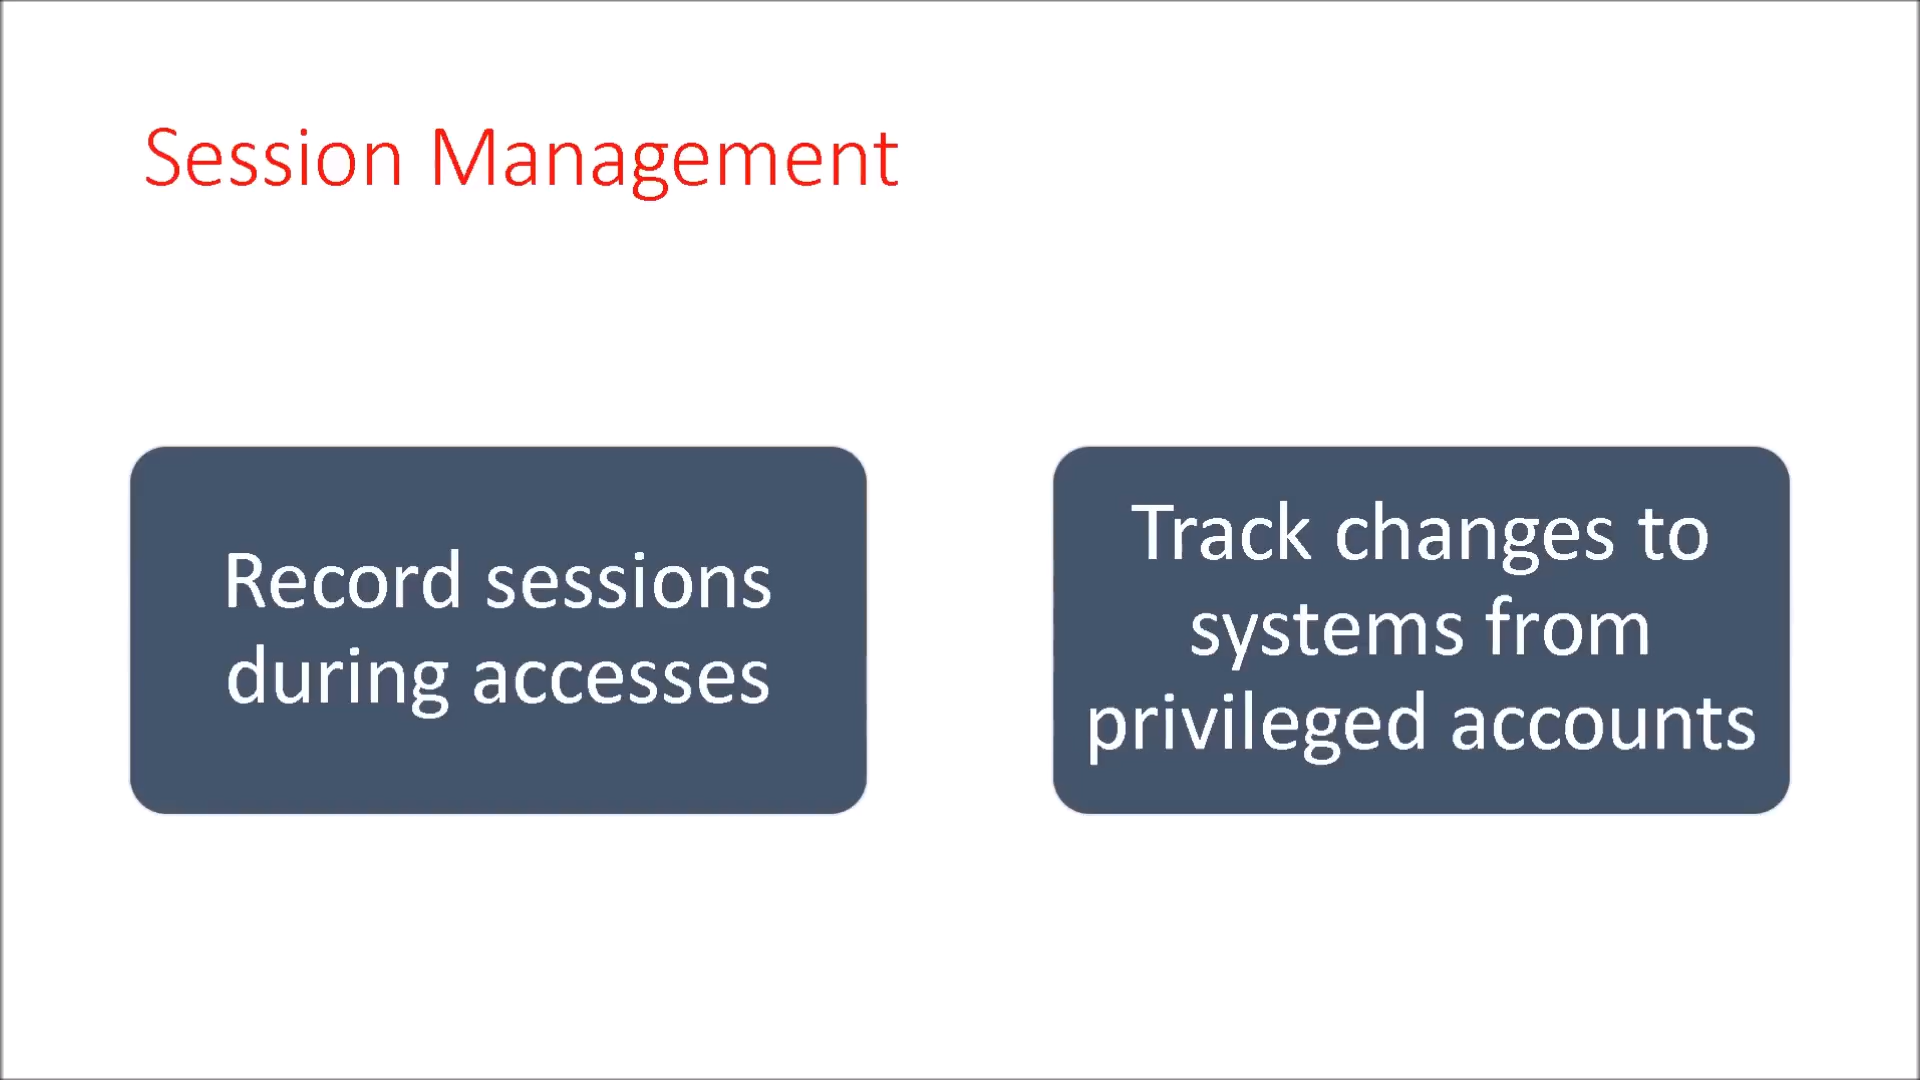 Session Management
Record sessions
during accesses
Track changes to
systems from
privileged accounts